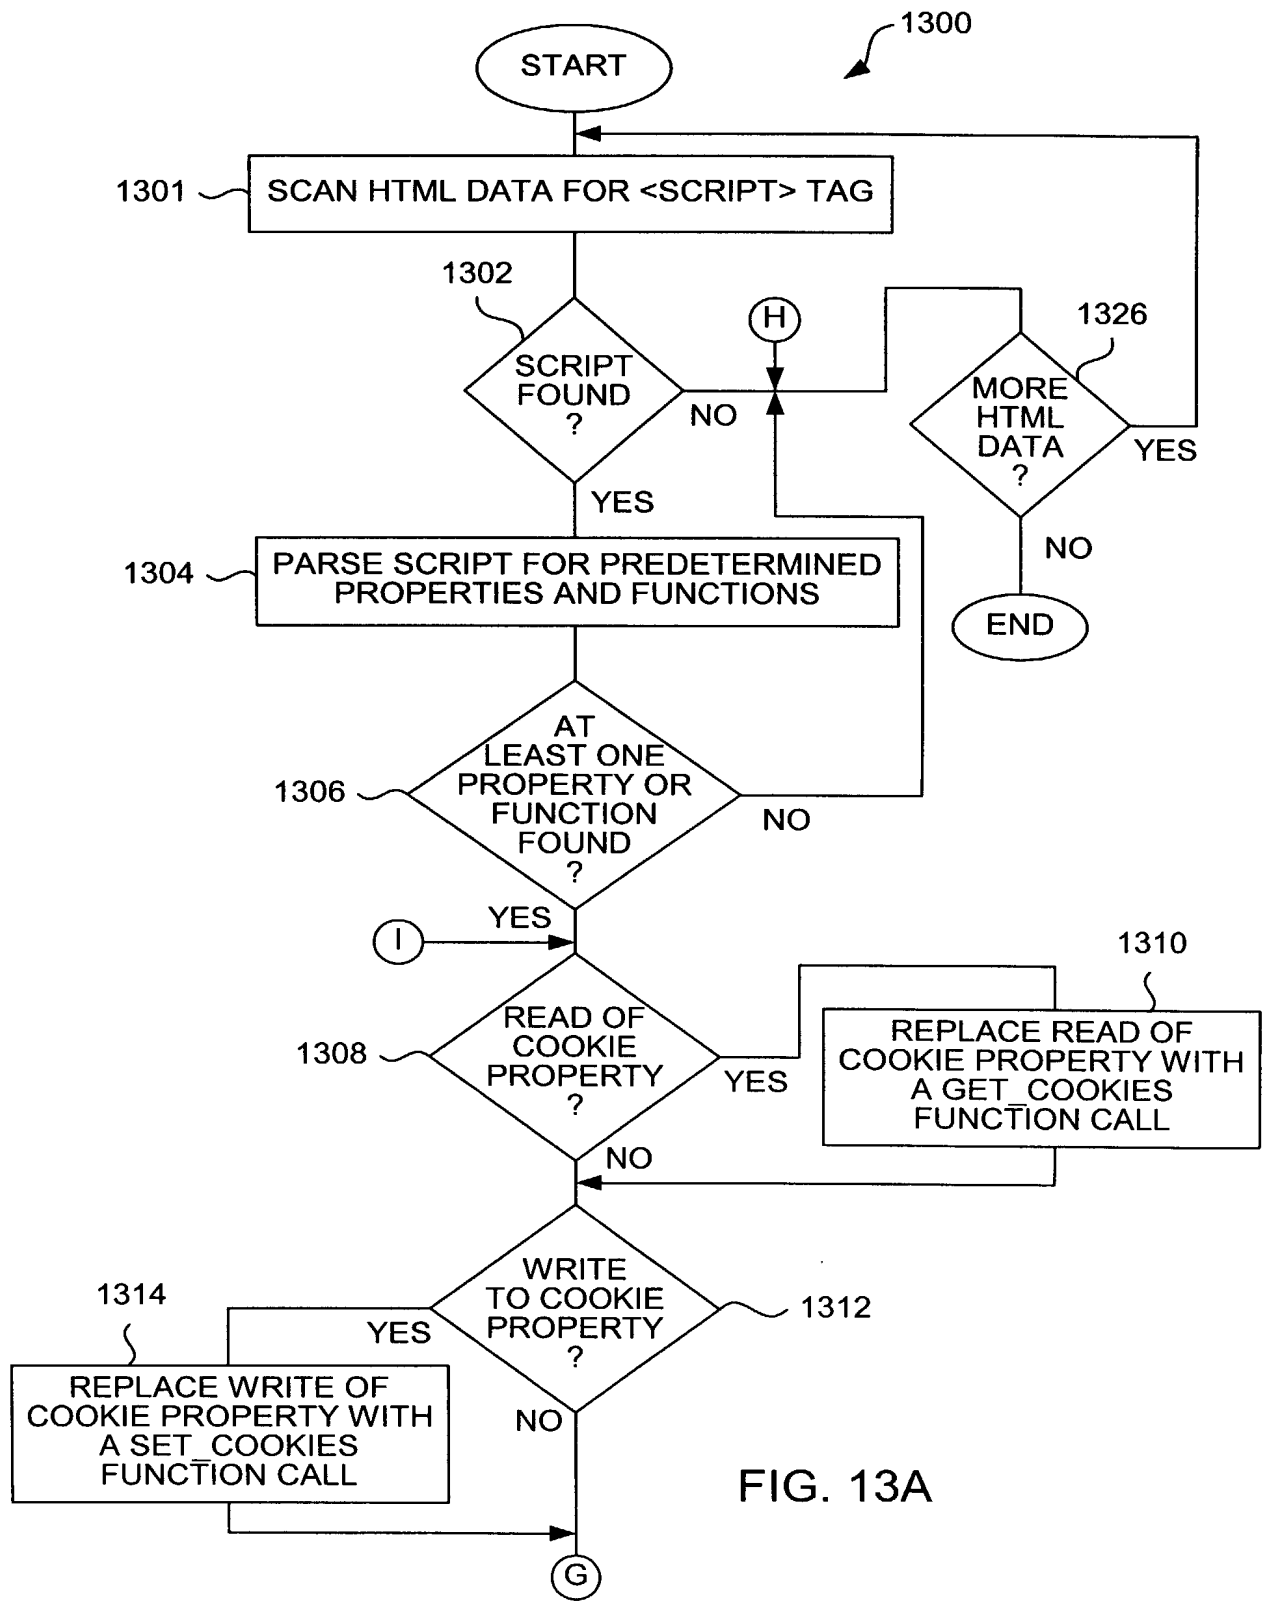 1300
START
1301
SCAN HTML DATA FOR <SCRIPT> TAG
1302
SCRIPT
FOUND
?
NO
YES
H
1326
MORE
HTML
DATA
?
YES
NO
END
1304
PARSE SCRIPT FOR PREDETERMINED
PROPERTIES AND FUNCTIONS
1306
AT
LEAST ONE
PROPERTY OR
FUNCTION
FOUND
?
NO
YES
I
1308
READ OF
COOKIE
PROPERTY
?
YES
NO
1310
REPLACE READ OF
COOKIE PROPERTY WITH
A GET_COOKIES
FUNCTION CALL
1312
WRITE
TO COOKIE
PROPERTY
?
YES
NO
1314
REPLACE WRITE OF
COOKIE PROPERTY WITH
A SET_COOKIES
FUNCTION CALL
G
FIG. 13A